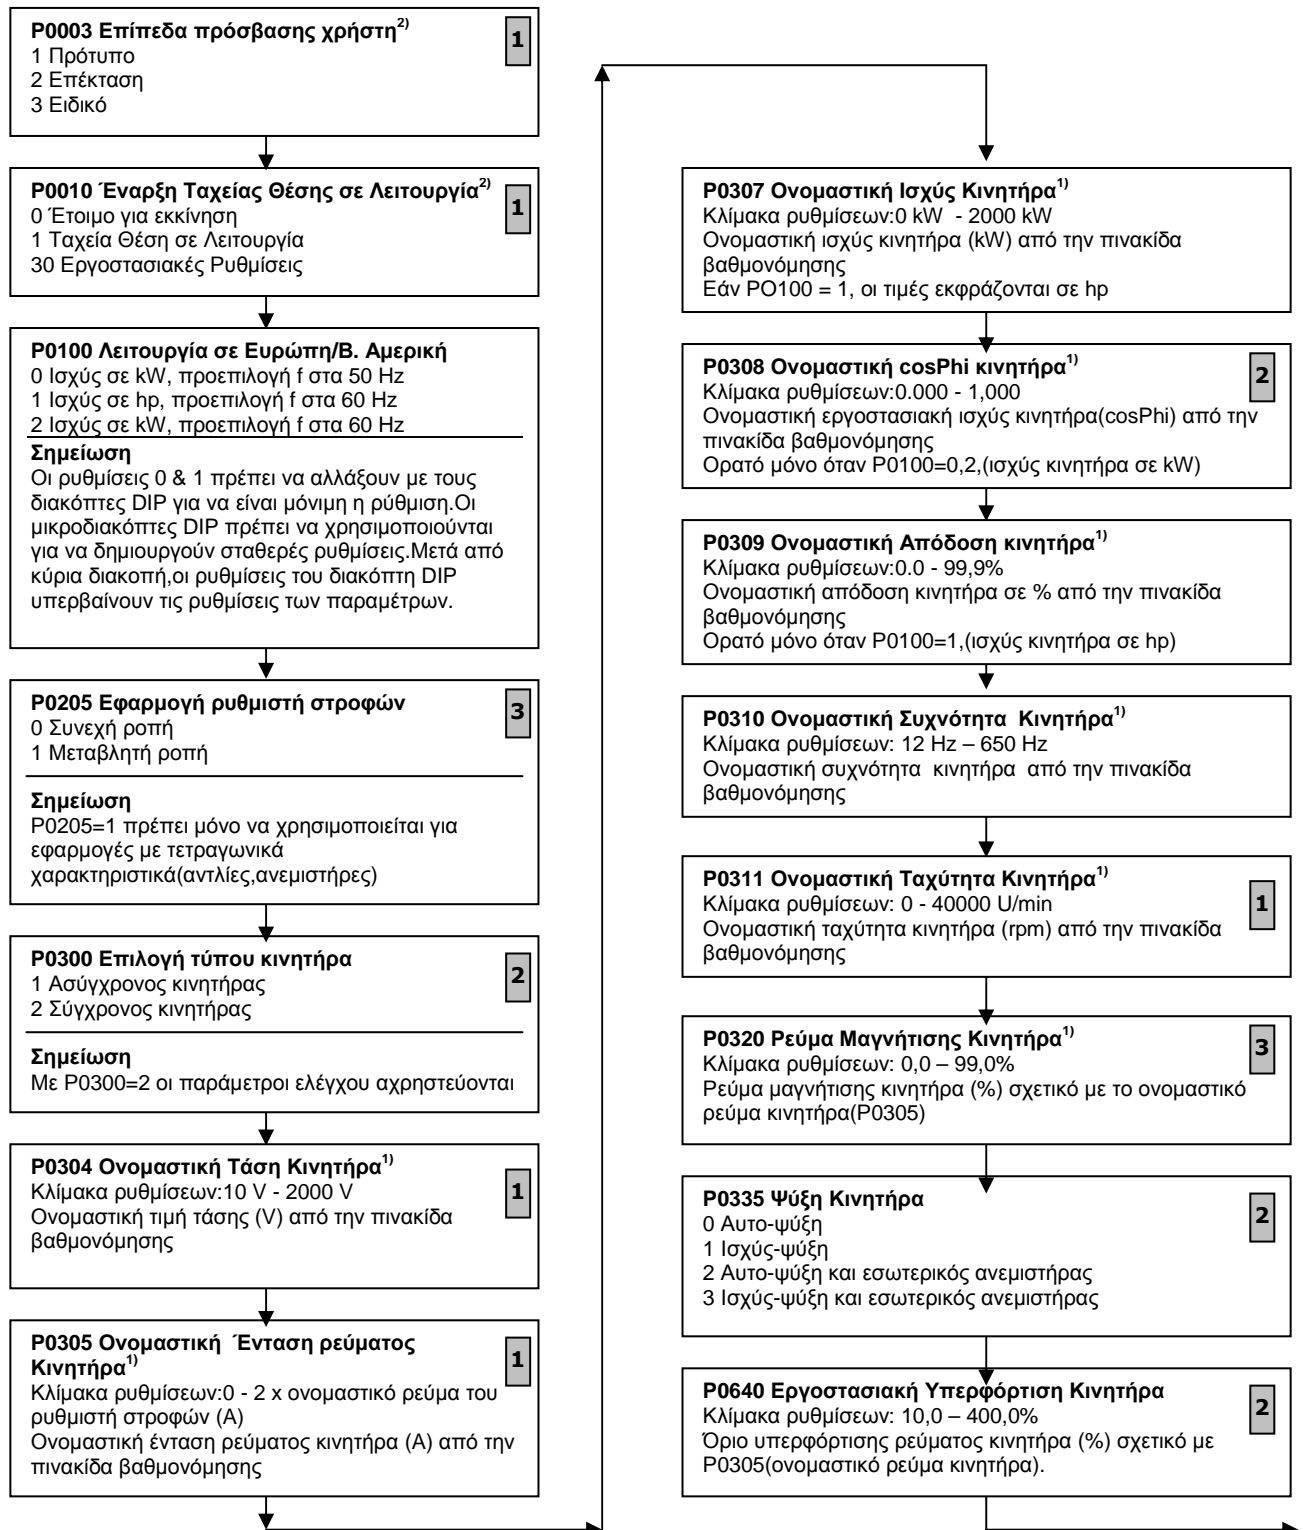 P0003 Επίπεδα πρόσβασης χρήστη2)
1
1 Πρότυπο
2 Επέκταση
3 Ειδικό
P0010 Έναρξη Ταχείας Θέσης σε Λειτουργία2)
1
0 Έτοιμο για εκκίνηση
1 Ταχεία Θέση σε Λειτουργία
30 Εργοστασιακές Ρυθμίσεις
P0100 Λειτουργία σε Ευρώπη/Β. Αμερική
0 Ισχύς σε kW, προεπιλογή f στα 50 Hz
1 Ισχύς σε hp, προεπιλογή f στα 60 Hz
2 Ισχύς σε kW, προεπιλογή f στα 60 Hz
Σημείωση
Οι ρυθμίσεις 0 & 1 πρέπει να αλλάξουν με τους
διακόπτες DIP για να είναι μόνιμη η ρύθμιση.Οι
μικροδιακόπτες DIP πρέπει να χρησιμοποιούνται
για να δημιουργούν σταθερές ρυθμίσεις.Μετά από
κύρια διακοπή,οι ρυθμίσεις του διακόπτη DIP
υπερβαίνουν τις ρυθμίσεις των παραμέτρων.
P0205 Εφαρμογή ρυθμιστή στροφών
3
0 Συνεχή ροπή
1 Μεταβλητή ροπή
Σημείωση
P0205=1 πρέπει μόνο να χρησιμοποιείται για
εφαρμογές με τετραγωνικά
χαρακτηριστικά(αντλίες,ανεμιστήρες)
P0300 Επιλογή τύπου κινητήρα
2
1 Ασύγχρονος κινητήρας
2 Σύγχρονος κινητήρας
Σημείωση
Με P0300=2 οι παράμετροι ελέγχου αχρηστεύονται
P0304 Ονομαστική Τάση Κινητήρα1)
1
Κλίμακα ρυθμίσεων:10 V - 2000 V
Ονομαστική τιμή τάσης (V) από την πινακίδα
βαθμονόμησης
P0305 Ονομαστική Ένταση ρεύματος
Κινητήρα1)
1
Κλίμακα ρυθμίσεων:0 - 2 x ονομαστικό ρεύμα του
ρυθμιστή στροφών (A)
Ονομαστική ένταση ρεύματος κινητήρα (A) από την
πινακίδα βαθμονόμησης
P0307 Ονομαστική Ισχύς Κινητήρα1)
Κλίμακα ρυθμίσεων:0 kW - 2000 kW
Ονομαστική ισχύς κινητήρα (kW) από την πινακίδα
βαθμονόμησης
Εάν PO100 = 1, οι τιμές εκφράζονται σε hp
P0308 Ονομαστική cosPhi κινητήρα1)
2
Κλίμακα ρυθμίσεων:0.000 - 1,000
Ονομαστική εργοστασιακή ισχύς κινητήρα(cosPhi) από την
πινακίδα βαθμονόμησης
Ορατό μόνο όταν P0100=0,2,(ισχύς κινητήρα σε kW)
P0309 Ονομαστική Απόδοση κινητήρα1)
Κλίμακα ρυθμίσεων:0.0 - 99,9%
Ονομαστική απόδοση κινητήρα σε % από την πινακίδα
βαθμονόμησης
Ορατό μόνο όταν P0100=1,(ισχύς κινητήρα σε hp)
P0310 Ονομαστική Συχνότητα Κινητήρα1)
Κλίμακα ρυθμίσεων: 12 Hz – 650 Hz
Ονομαστική συχνότητα κινητήρα από την πινακίδα
βαθμονόμησης
P0311 Ονομαστική Ταχύτητα Κινητήρα1)
1
Κλίμακα ρυθμίσεων: 0 - 40000 U/min
Ονομαστική ταχύτητα κινητήρα (rpm) από την πινακίδα
βαθμονόμησης
P0320 Ρεύμα Μαγνήτισης Κινητήρα1)
3
Κλίμακα ρυθμίσεων: 0,0 – 99,0%
Ρεύμα μαγνήτισης κινητήρα (%) σχετικό με το ονομαστικό
ρεύμα κινητήρα(P0305)
P0335 Ψύξη Κινητήρα
2
0 Αυτο-ψύξη
1 Ισχύς-ψύξη
2 Αυτο-ψύξη και εσωτερικός ανεμιστήρας
3 Ισχύς-ψύξη και εσωτερικός ανεμιστήρας
P0640 Εργοστασιακή Υπερφόρτιση Κινητήρα
2
Κλίμακα ρυθμίσεων: 10,0 – 400,0%
Όριο υπερφόρτισης ρεύματος κινητήρα (%) σχετικό με
P0305(ονομαστικό ρεύμα κινητήρα).